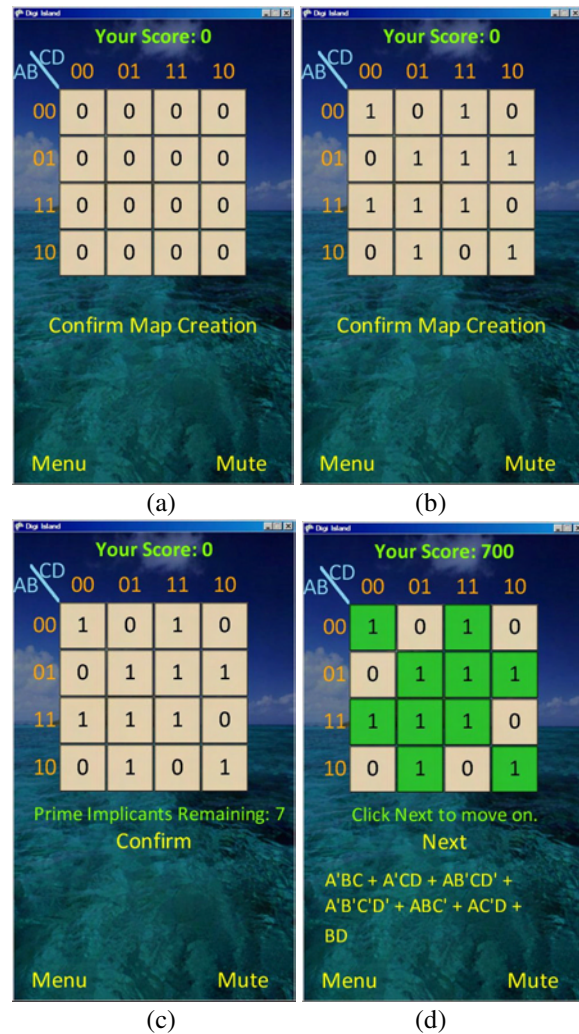 Digi Island
Your Score: 0
CD
AB
00 01 11 10
00 0 0 0 0
01 0 0 0 0
11 0 0 0 0
10 0 0 0 0
Confirm Map Creation
Menu Mute
(a)
Digi Island
Your Score: 0
CD
AB
00 01 11 10
00 1 0 1 0
01 0 1 1 1
11 1 1 1 0
10 0 1 0 1
Confirm Map Creation
Menu Mute
(b)
Digi Island
Your Score: 0
CD
AB
00 01 11 10
00 1 0 1 0
01 0 1 1 1
11 1 1 1 0
10 0 1 0 1
Prime Implicants Remaining: 7
Confirm
Menu Mute
(c)
Digi Island
Your Score: 700
CD
AB
00 01 11 10
00 1 0 1 0
01 0 1 1 1
11 1 1 1 0
10 0 1 0 1
Click Next to move on.
Next
A'BC + A'CD + AB'CD' +
A'B'C'D' + ABC' + AC'D +
BD
Menu Mute
(d)